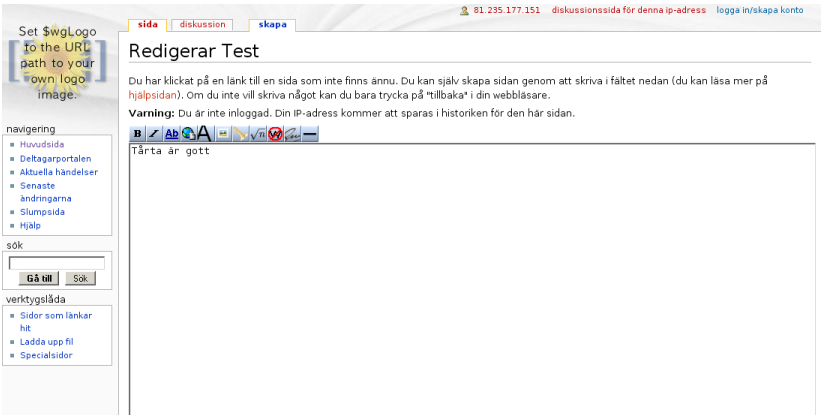 81.235.177.151 diskussionssida för denna ip-adress logga in/skapa konto
sida diskussion skapa
Set $wgLogo
to the URL
path to your
own logo
image.
Redigerar Test
Du har klickat på en länk till en sida som inte finns ännu. Du kan själv skapa sidan genom att skriva i fältet nedan (du kan läsa mer på
hjälpsidan). Om du inte vill skriva något kan du bara trycka på "tillbaka" i din webbläsare.
Varning: Du är inte inloggad. Din IP-adress kommer att sparas i historiken för den här sidan.
B I Ab A √n W
Tårta är gott
navigering
Huvudsida
Deltagarportalen
Aktuella händelser
Senaste
ändringarna
Slumpsida
Hjälp
sök
Gå till Sök
verktygslåda
Sidor som länkar
hit
Ladda upp fil
Specialsidor